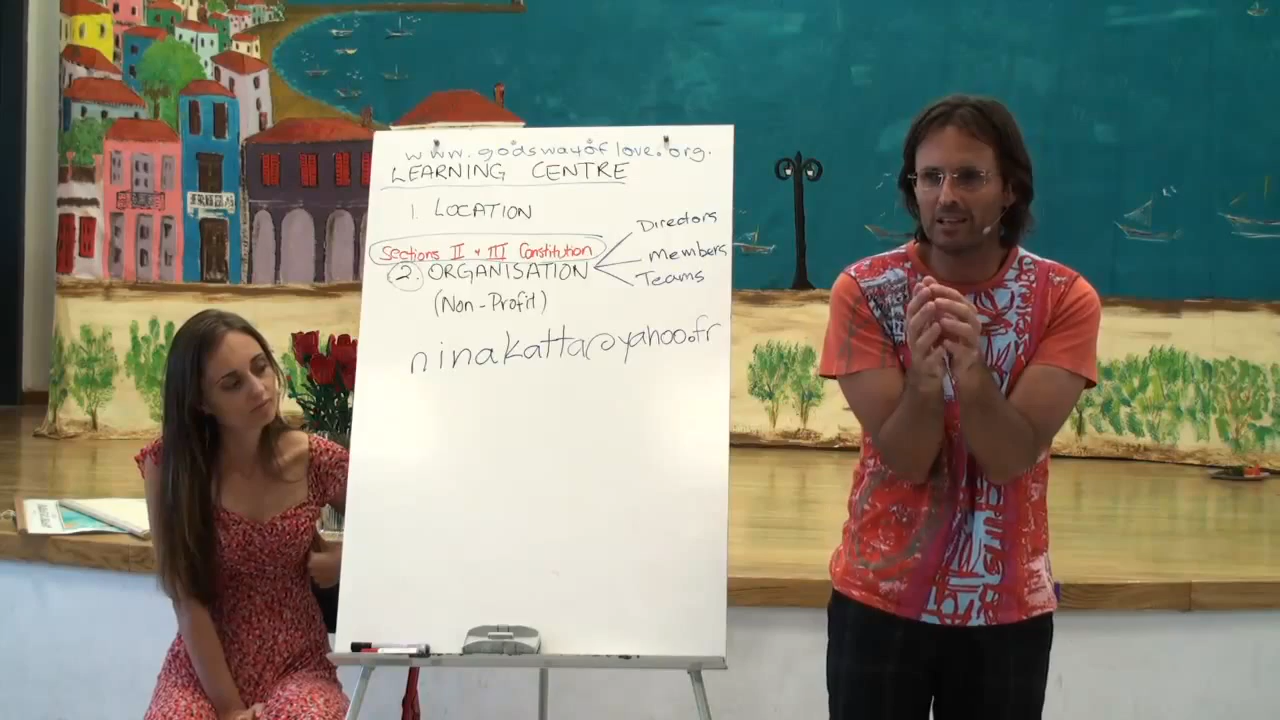 www.godswayoflove.org.
LEARNING CENTRE
1. LOCATION
Sections II & III Constitution
2. ORGANISATION
Directors
Members
Teams
(Non-Profit)
ninakatta@yahoo.fr